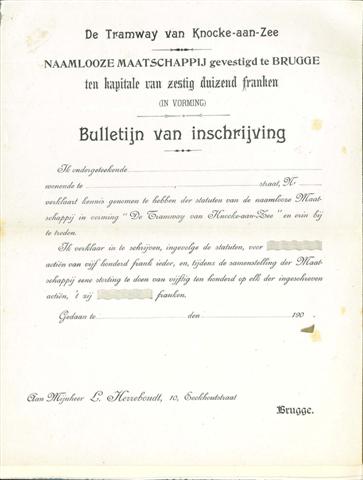 De Tramway van Knocke-aan-Zee
NAAMLOOZE MAATSCHAPPIJ gevestigd te BRUGGE
ten kapitale van zestig duizend franken
(IN VORMING)
Bulletijn van inschrijving
Ik ondergeteekende
wonende te straat, Nr
verklaart kennis genomen te hebben der statuten van de naamlooze Maat-
schappij in vorming "De Tramway van Knocke-aan-Zee" en erin bij
te treden.
Ik verklaar in te schrijven, ingevolge de statuten, voor
actiën van vijf honderd frank ieder, en, tijdens de samenstelling der Maat-
schappij eene storting te doen van vijftig ten honderd op elk der ingeschreven
actiën, 't zij franken.
Gedaan te den 190 .
Aan Mijnheer L. Herreboudt, 10, Eeckhoutstraat
Brugge.